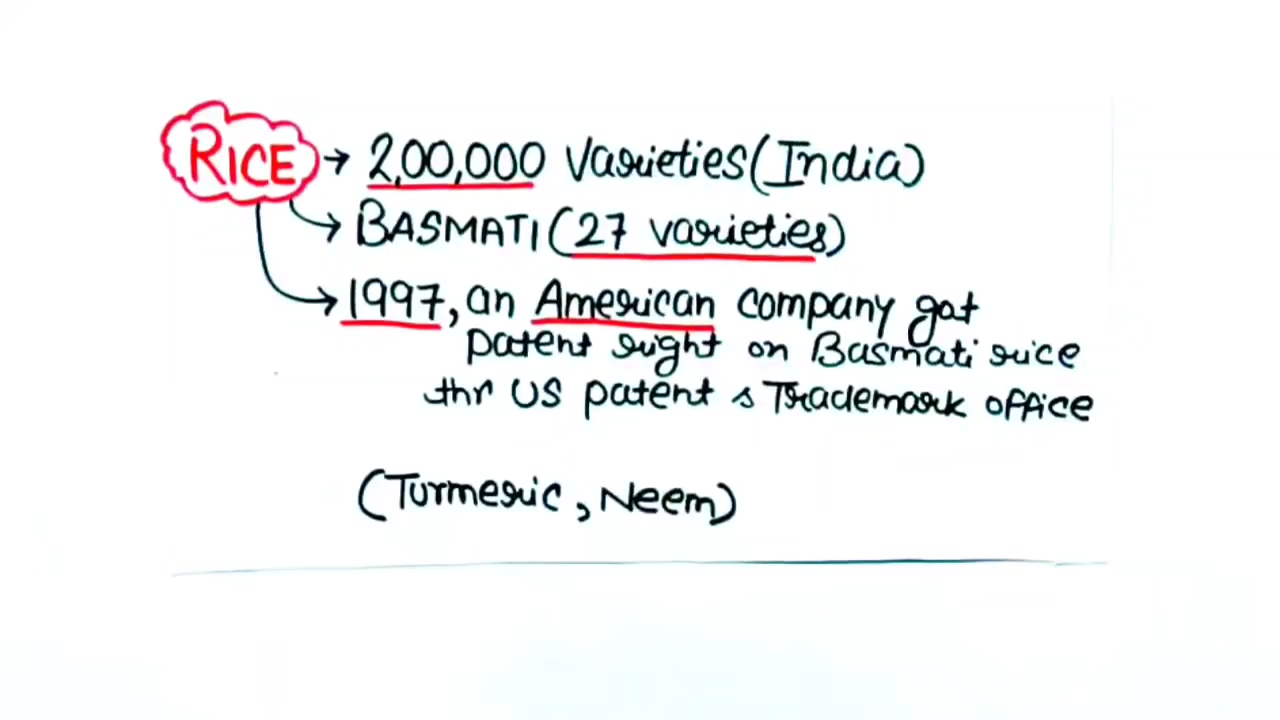 RICE → 2,00,000 Varieties (India)
→ BASMATI (27 varieties)
→ 1997, an American company got
patent right on Basmati rice
thr US patent & Trademark office
(Turmeric, Neem)